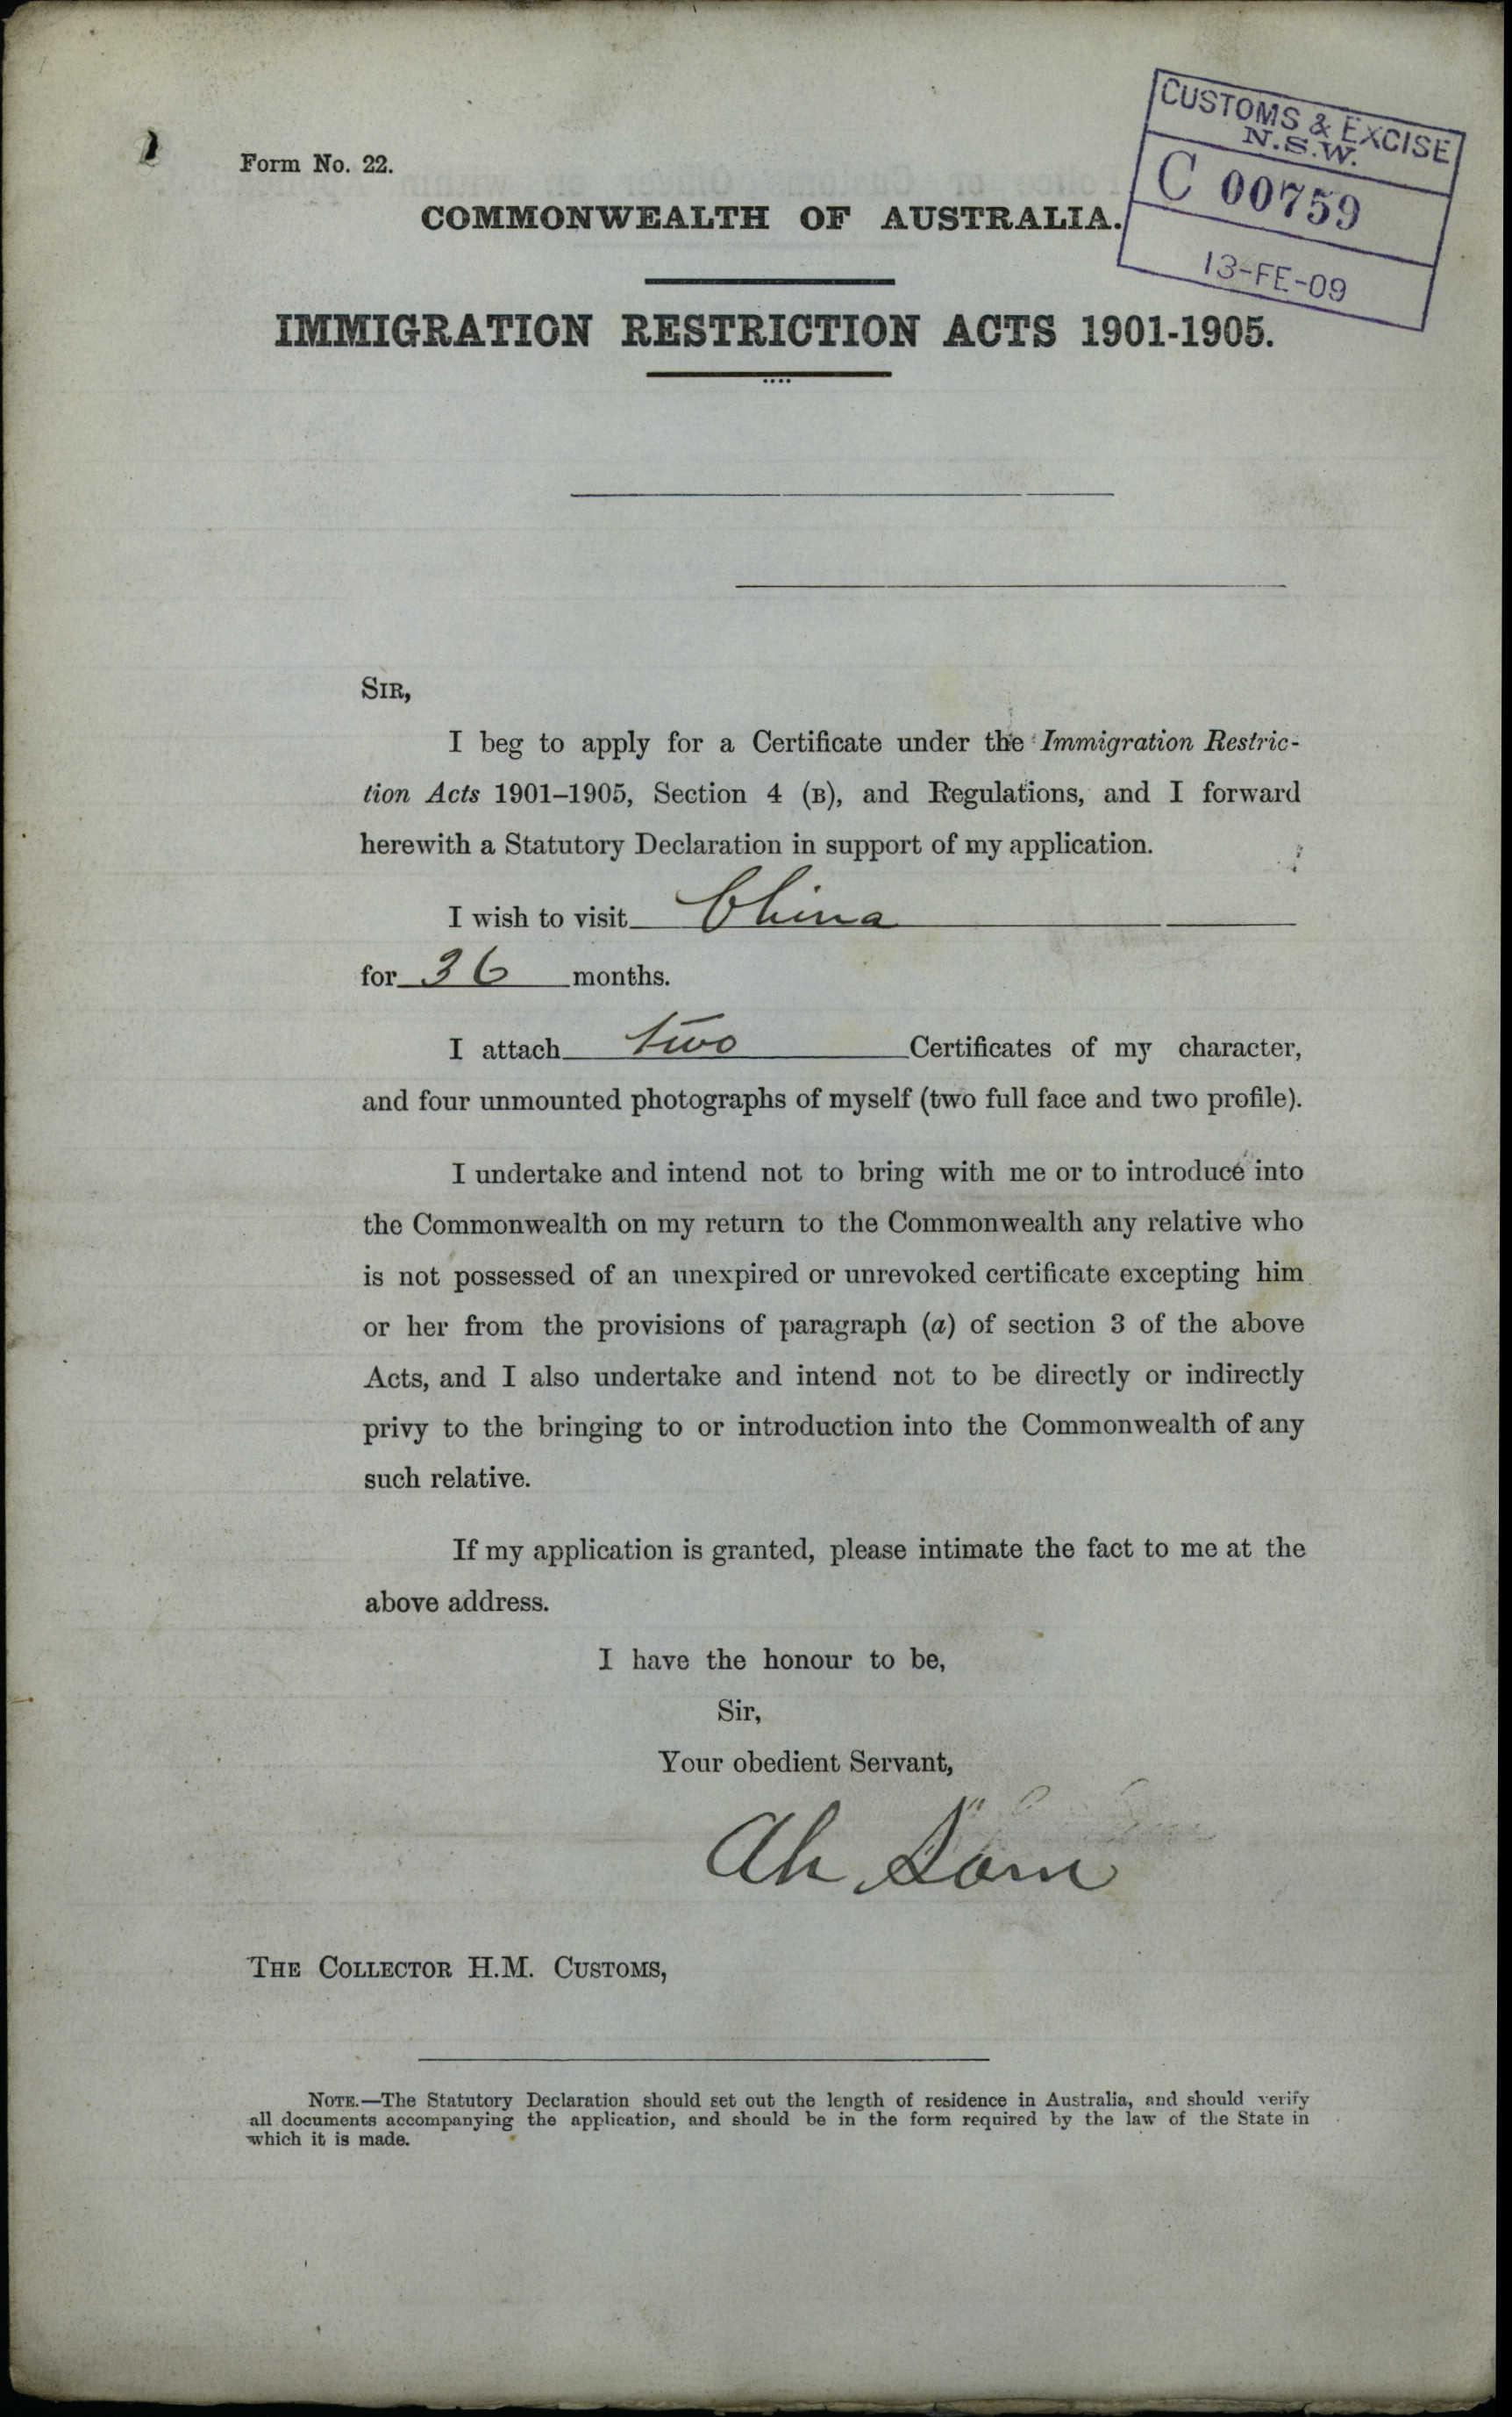 Form No. 22.
CUSTOMS & EXCISE
N.S.W.
C 00759
13-FE-09
COMMONWEALTH OF AUSTRALIA.
IMMIGRATION RESTRICTION ACTS 1901-1905.
SIR,
I beg to apply for a Certificate under the Immigration Restric-
tion Acts 1901–1905, Section 4 (B), and Regulations, and I forward
herewith a Statutory Declaration in support of my application.
I wish to visit China
for 36 months.
I attach two Certificates of my character,
and four unmounted photographs of myself (two full face and two profile).
I undertake and intend not to bring with me or to introduce into
the Commonwealth on my return to the Commonwealth any relative who
is not possessed of an unexpired or unrevoked certificate excepting him
or her from the provisions of paragraph (a) of section 3 of the above
Acts, and I also undertake and intend not to be directly or indirectly
privy to the bringing to or introduction into the Commonwealth of any
such relative.
If my application is granted, please intimate the fact to me at the
above address.
I have the honour to be,
Sir,
Your obedient Servant,
Ah Som
THE COLLECTOR H.M. CUSTOMS,
NOTE.—The Statutory Declaration should set out the length of residence in Australia, and should verify
all documents accompanying the application, and should be in the form required by the law of the State in
which it is made.